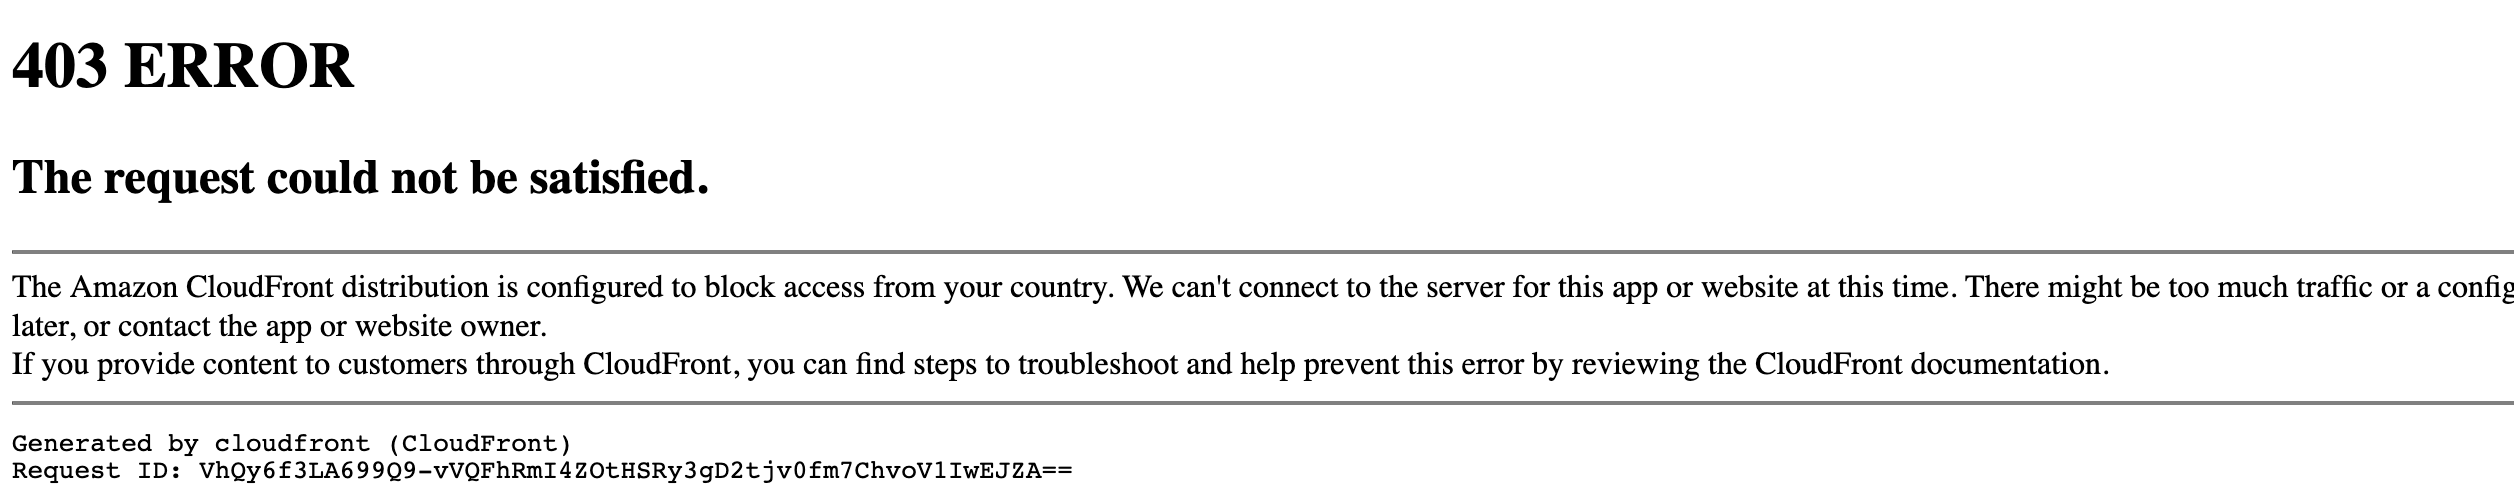 403 ERROR
The request could not be satisfied.
The Amazon CloudFront distribution is configured to block access from your country. We can't connect to the server for this app or website at this time. There might be too much traffic or a config
later, or contact the app or website owner.
If you provide content to customers through CloudFront, you can find steps to troubleshoot and help prevent this error by reviewing the CloudFront documentation.
Generated by cloudfront (CloudFront)
Request ID: VhQy6f3LA699Q9-vVQFhRmI4ZOtHSRy3gD2tjv0fm7ChvoV1IwEJZA==